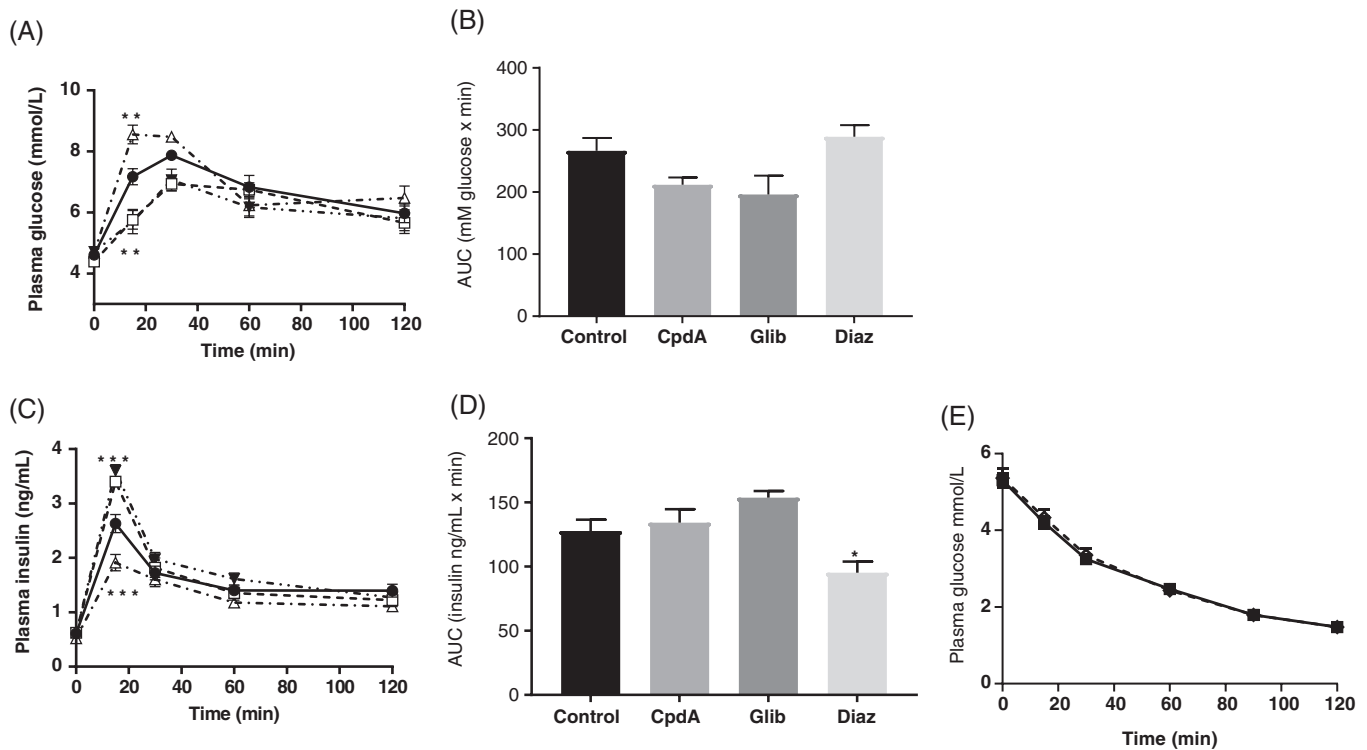 (A)
Plasma glucose (mmol/L)
10
8
6
4
* *
* *
0 20 40 60 80 100 120
Time (min)
(B)
AUC (mM glucose x min)
400
300
200
100
0
Control CpdA Glib Diaz
(C)
Plasma insulin (ng/mL)
4
3
2
1
0
* * *
* * *
0 20 40 60 80 100 120
Time (min)
(D)
AUC (insulin ng/mL x min)
200
150
100
50
0
*
Control CpdA Glib Diaz
(E)
Plasma glucose mmol/L
6
4
2
0
0 20 40 60 80 100 120
Time (min)